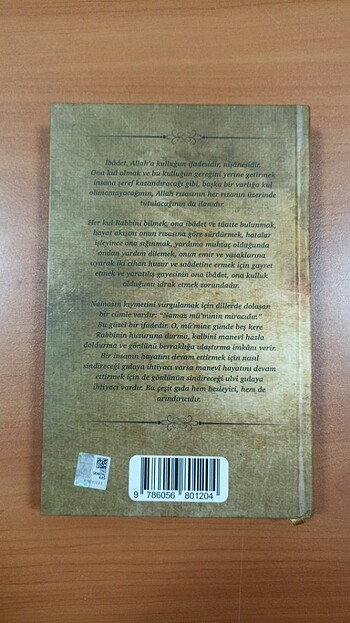 İbâdet, Allah'a kulluğun ifadesidir, nişânesidir.
Ona kul olmak ve bu kulluğun gereğini yerine getirmek
insana şeref kazandıracağı gibi, başka bir varlığa kul
olunamayacağının, Allah rızasının her rızanın üzerinde
tutulacağının da ilanıdır.
Her kul Rabbini bilmek, ona ibâdet ve tâatte bulunmak,
hayat akışını onun rızasına göre sürdürmek, hatalar
işleyince ona sığınmak, yardıma muhtaç olduğunda
ondan yardım dilemek, onun emir ve yasaklarına
uyarak iki cihan huzur ve saâdetine ermek için gayret
etmek ve yaratılış gayesinin ona ibâdet, ona kulluk
olduğunu idrak etmek zorundadır.
Namazın kıymetini vurgulamak için dillerde dolaşan
bir cümle vardır: "Namaz mü'minin miracıdır."
Bu güzel bir ifadedir: O, mü'mine günde beş kere
Rabbinin huzuruna durma, kalbini manevî hazla
doldurma ve gönlünü berraklığa ulaştırma imkânı verir.
Bir insanın hayatını devam ettirmek için nasıl
sindireceği gıdaya ihtiyacı varsa manevî hayatını devam
ettirmek için de gönlünün sindireceği ulvî gıdaya
ihtiyacı vardır. Bu çeşit gıda hem besleyici, hem de
arındırıcıdır.
9 786056 801204